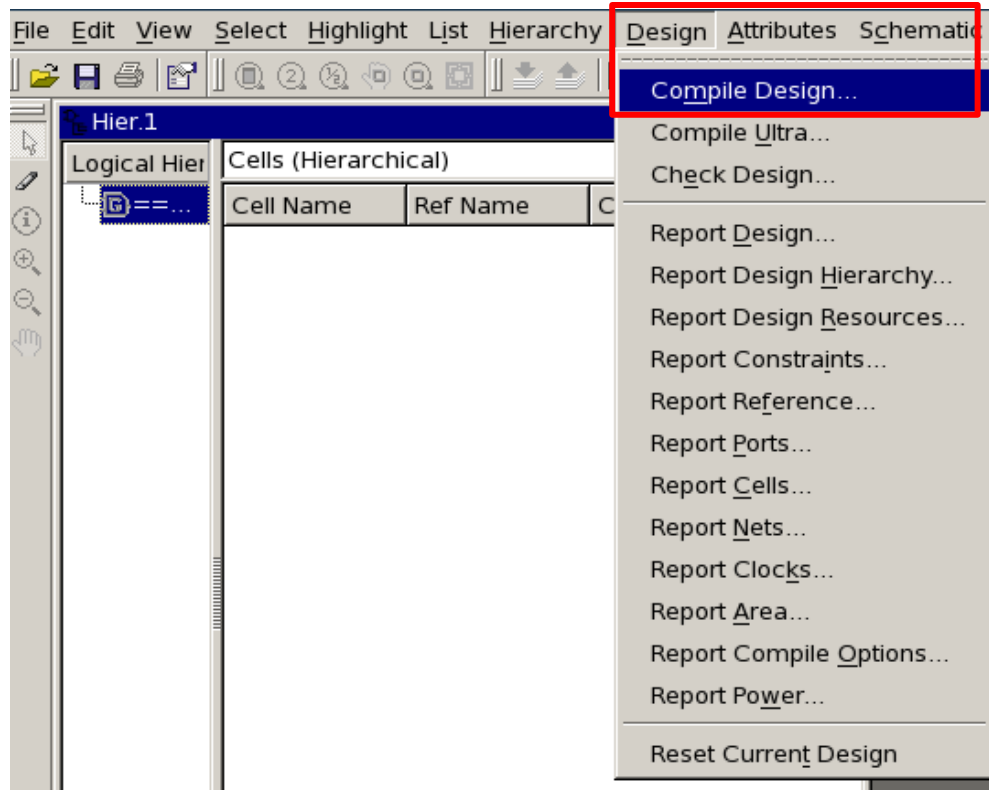 File Edit View Select Highlight List Hierarchy Design Attributes Schematic
Hier.1
Logical Hier
Cells (Hierarchical)
==...
Cell Name Ref Name C
Compile Design...
Compile Ultra...
Check Design...
Report Design...
Report Design Hierarchy...
Report Design Resources...
Report Constraints...
Report Reference...
Report Ports...
Report Cells...
Report Nets...
Report Clocks...
Report Area...
Report Compile Options...
Report Power...
Reset Current Design